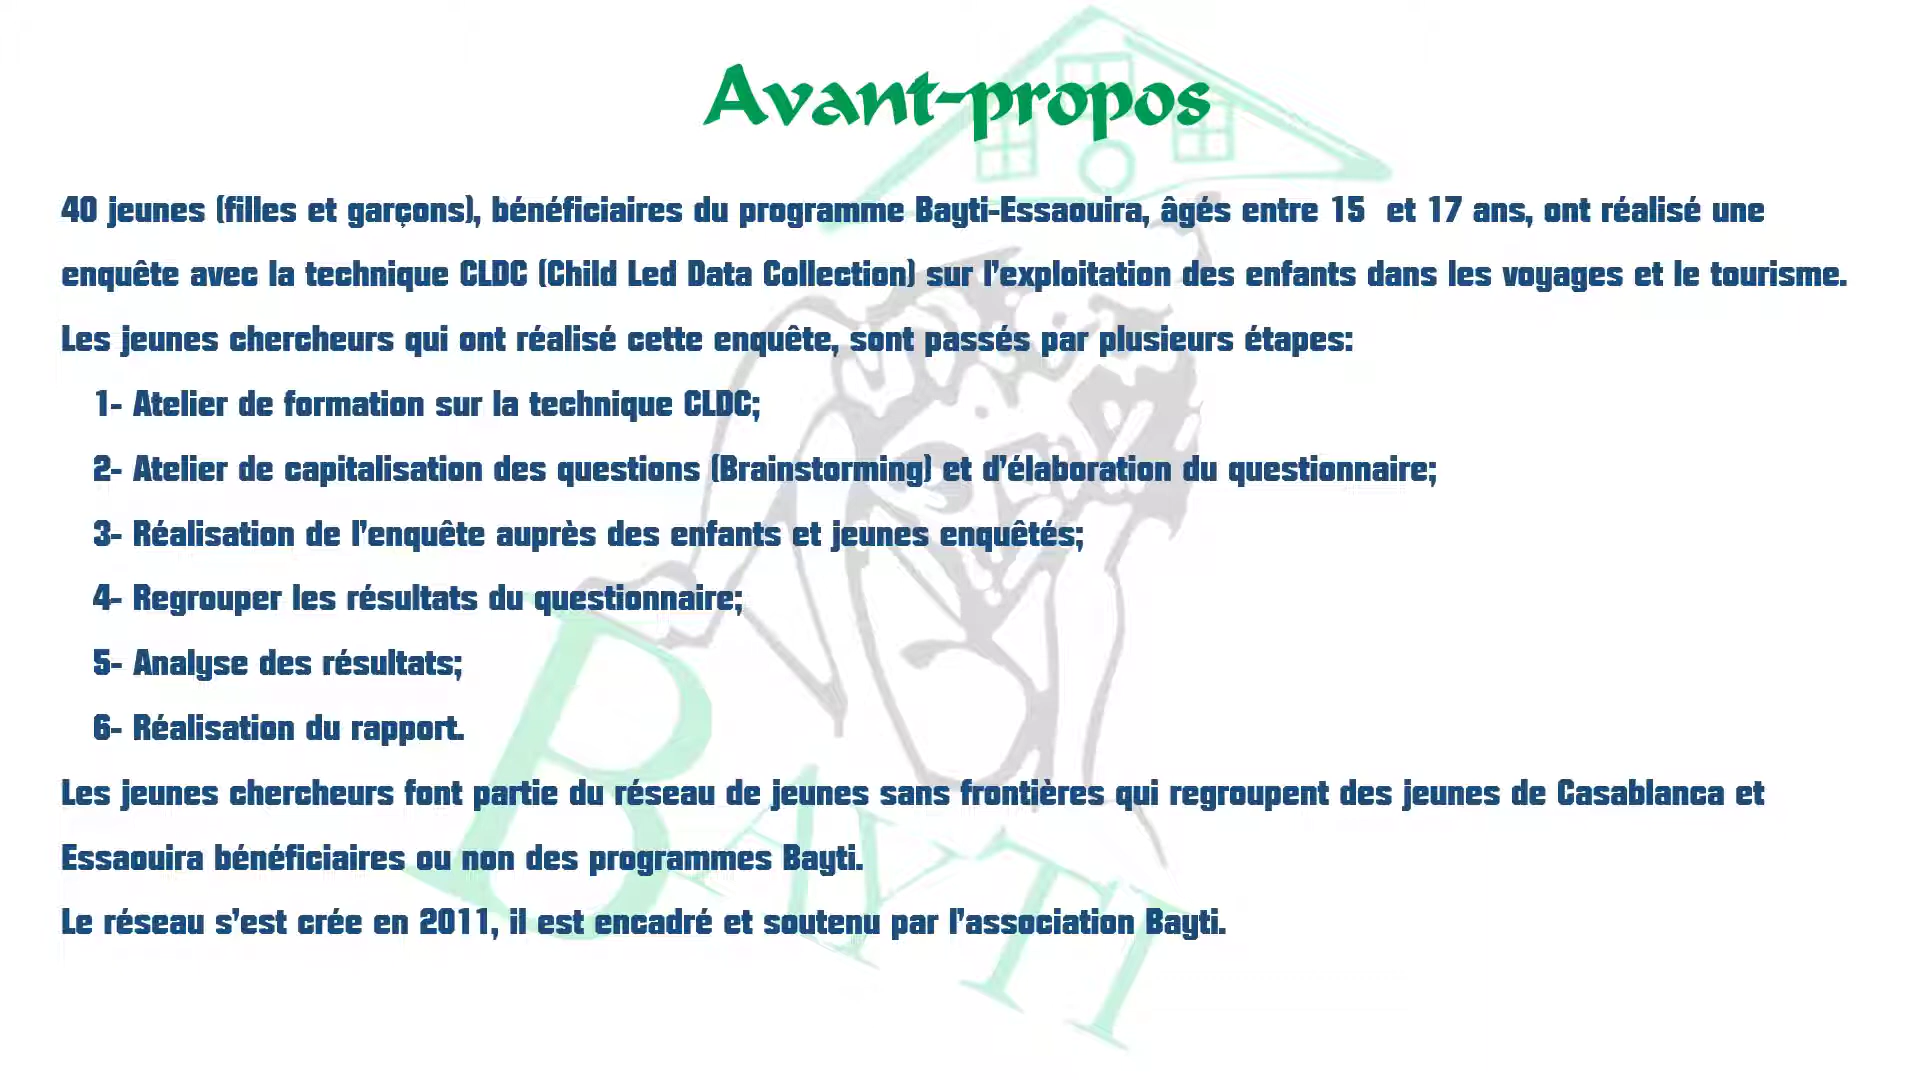 Avant-propos
40 jeunes (filles et garçons), bénéficiaires du programme Bayti-Essaouira, âgés entre 15  et 17 ans, ont réalisé une
enquête avec la technique CLDC (Child Led Data Collection) sur l'exploitation des enfants dans les voyages et le tourisme.
Les jeunes chercheurs qui ont réalisé cette enquête, sont passés par plusieurs étapes:
1- Atelier de formation sur la technique CLDC;
2- Atelier de capitalisation des questions (Brainstorming) et d'élaboration du questionnaire;
3- Réalisation de l'enquête auprès des enfants et jeunes enquêtés;
4- Regrouper les résultats du questionnaire;
5- Analyse des résultats;
6- Réalisation du rapport.
Les jeunes chercheurs font partie du réseau de jeunes sans frontières qui regroupent des jeunes de Casablanca et
Essaouira bénéficiaires ou non des programmes Bayti.
Le réseau s'est crée en 2011, il est encadré et soutenu par l'association Bayti.
BAYTI